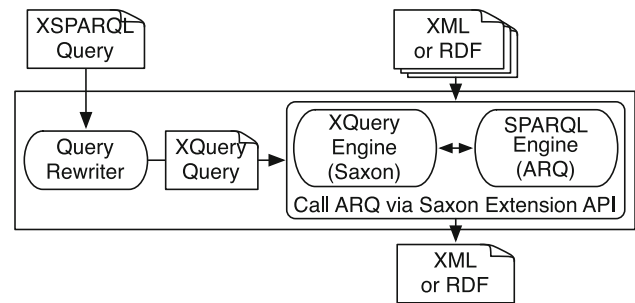 XSPARQL
Query
XML
or RDF
Query
Rewriter
XQuery
Query
XQuery
Engine
(Saxon)
SPARQL
Engine
(ARQ)
Call ARQ via Saxon Extension API
XML
or RDF